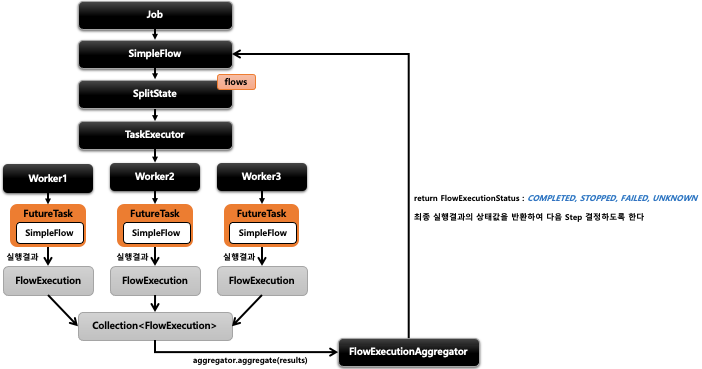 Job
SimpleFlow
flows
SplitState
TaskExecutor
Worker1
Worker2
Worker3
FutureTask
SimpleFlow
FutureTask
SimpleFlow
FutureTask
SimpleFlow
실행결과
실행결과
실행결과
FlowExecution
FlowExecution
FlowExecution
Collection<FlowExecution>
aggregator.aggregate(results)
FlowExecutionAggregator
return FlowExecutionStatus : COMPLETED, STOPPED, FAILED, UNKNOWN
최종 실행결과의 상태값을 반환하여 다음 Step 결정하도록 한다